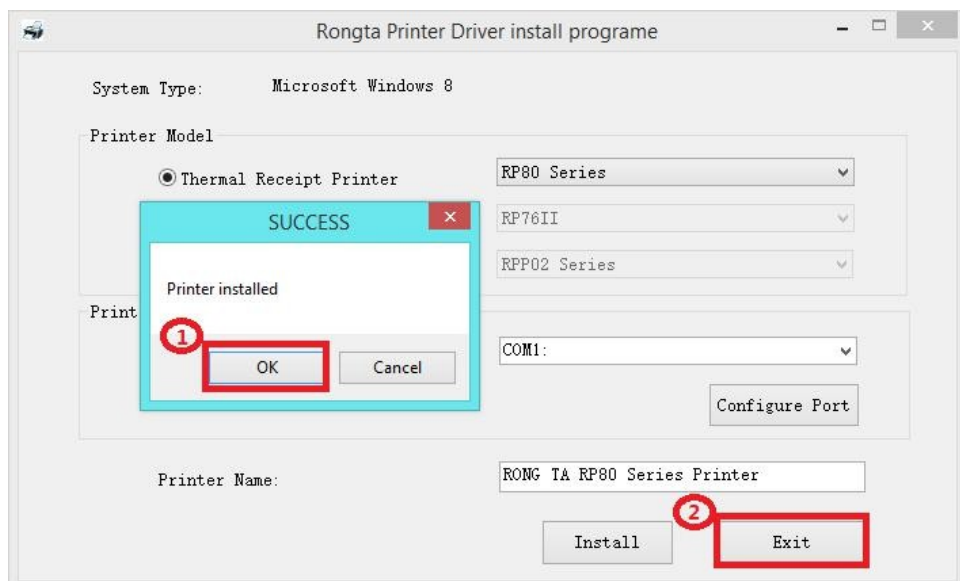 Rongta Printer Driver install programe
System Type: Microsoft Windows 8
Printer Model
Thermal Receipt Printer RP80 Series
SUCCESS
RP76II
RPP02 Series
Printer installed
Print
1
COM1:
OK Cancel
Configure Port
Printer Name: RONG TA RP80 Series Printer
2
Install Exit